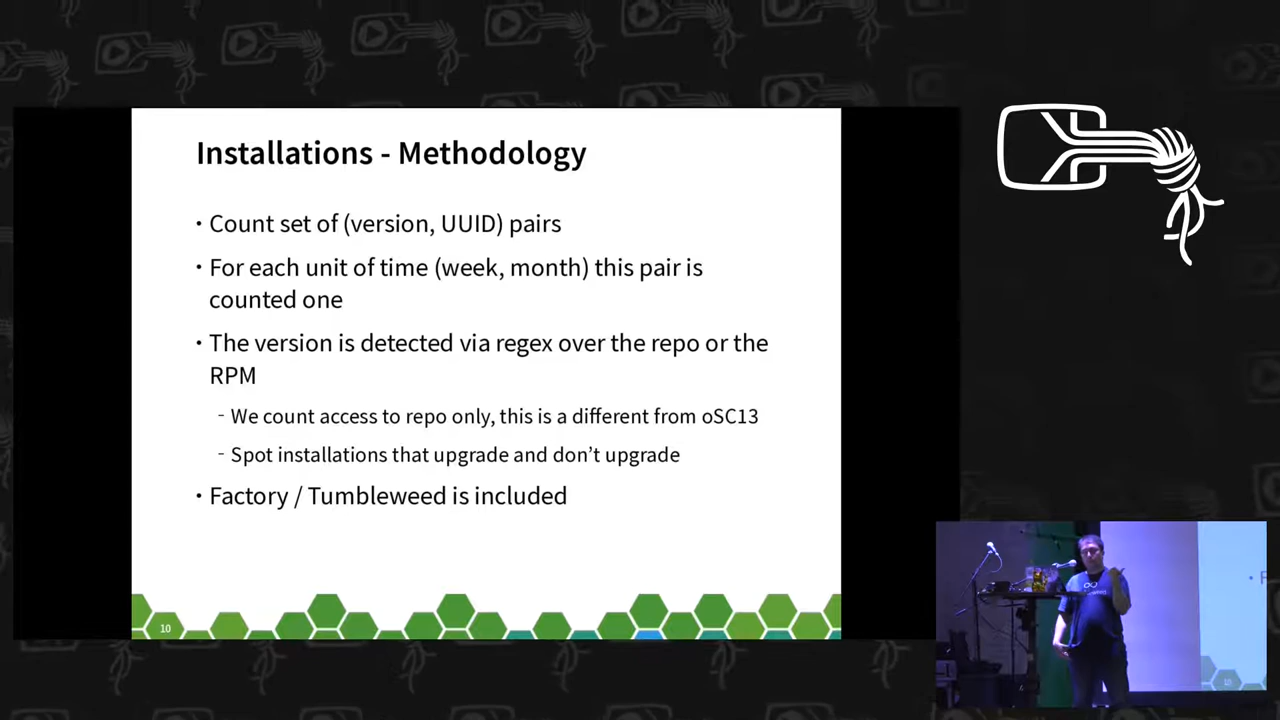 Installations - Methodology
• Count set of (version, UUID) pairs
• For each unit of time (week, month) this pair is
counted one
• The version is detected via regex over the repo or the
RPM
- We count access to repo only, this is a different from oSC13
- Spot installations that upgrade and don’t upgrade
• Factory / Tumbleweed is included
10